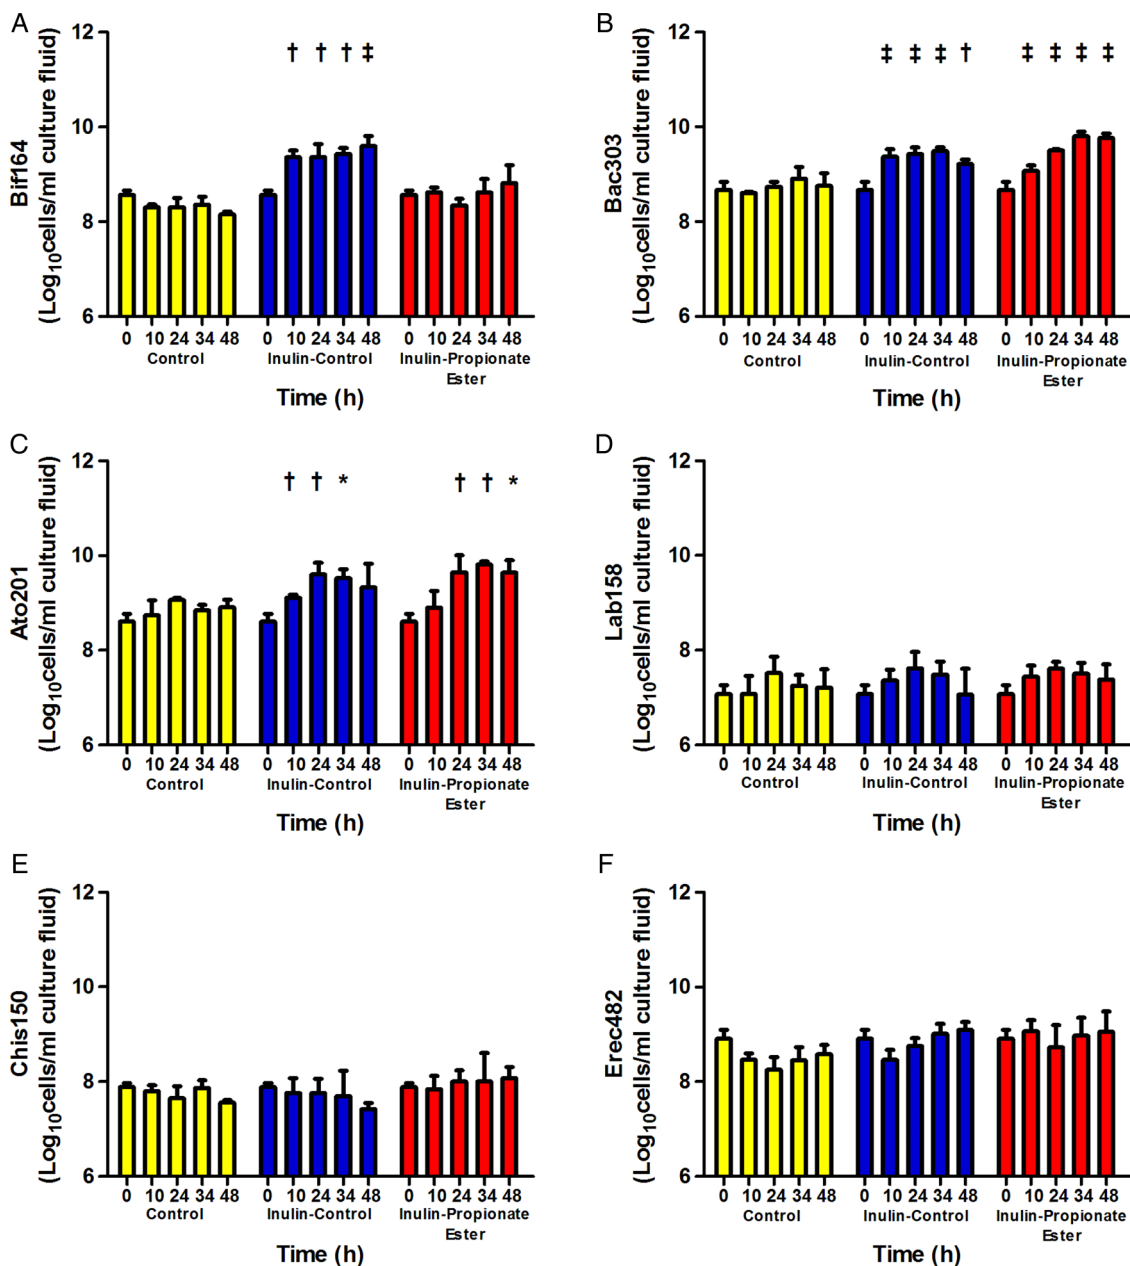 A
Bif164
(Log10cells/ml culture fluid)
12
10
8
6
† † † ‡
0 10 24 34 48 0 10 24 34 48 0 10 24 34 48
Control Inulin-Control Inulin-Propionate
Ester
Time (h)
B
Bac303
(Log10cells/ml culture fluid)
12
10
8
6
‡ ‡ ‡ † ‡ ‡ ‡ ‡
0 10 24 34 48 0 10 24 34 48 0 10 24 34 48
Control Inulin-Control Inulin-Propionate
Ester
Time (h)
C
Ato201
(Log10cells/ml culture fluid)
12
10
8
6
† † * † † *
0 10 24 34 48 0 10 24 34 48 0 10 24 34 48
Control Inulin-Control Inulin-Propionate
Ester
Time (h)
D
Lab158
(Log10cells/ml culture fluid)
12
10
8
6
0 10 24 34 48 0 10 24 34 48 0 10 24 34 48
Control Inulin-Control Inulin-Propionate
Ester
Time (h)
E
Chis150
(Log10cells/ml culture fluid)
12
10
8
6
0 10 24 34 48 0 10 24 34 48 0 10 24 34 48
Control Inulin-Control Inulin-Propionate
Ester
Time (h)
F
Erec482
(Log10cells/ml culture fluid)
12
10
8
6
0 10 24 34 48 0 10 24 34 48 0 10 24 34 48
Control Inulin-Control Inulin-Propionate
Ester
Time (h)